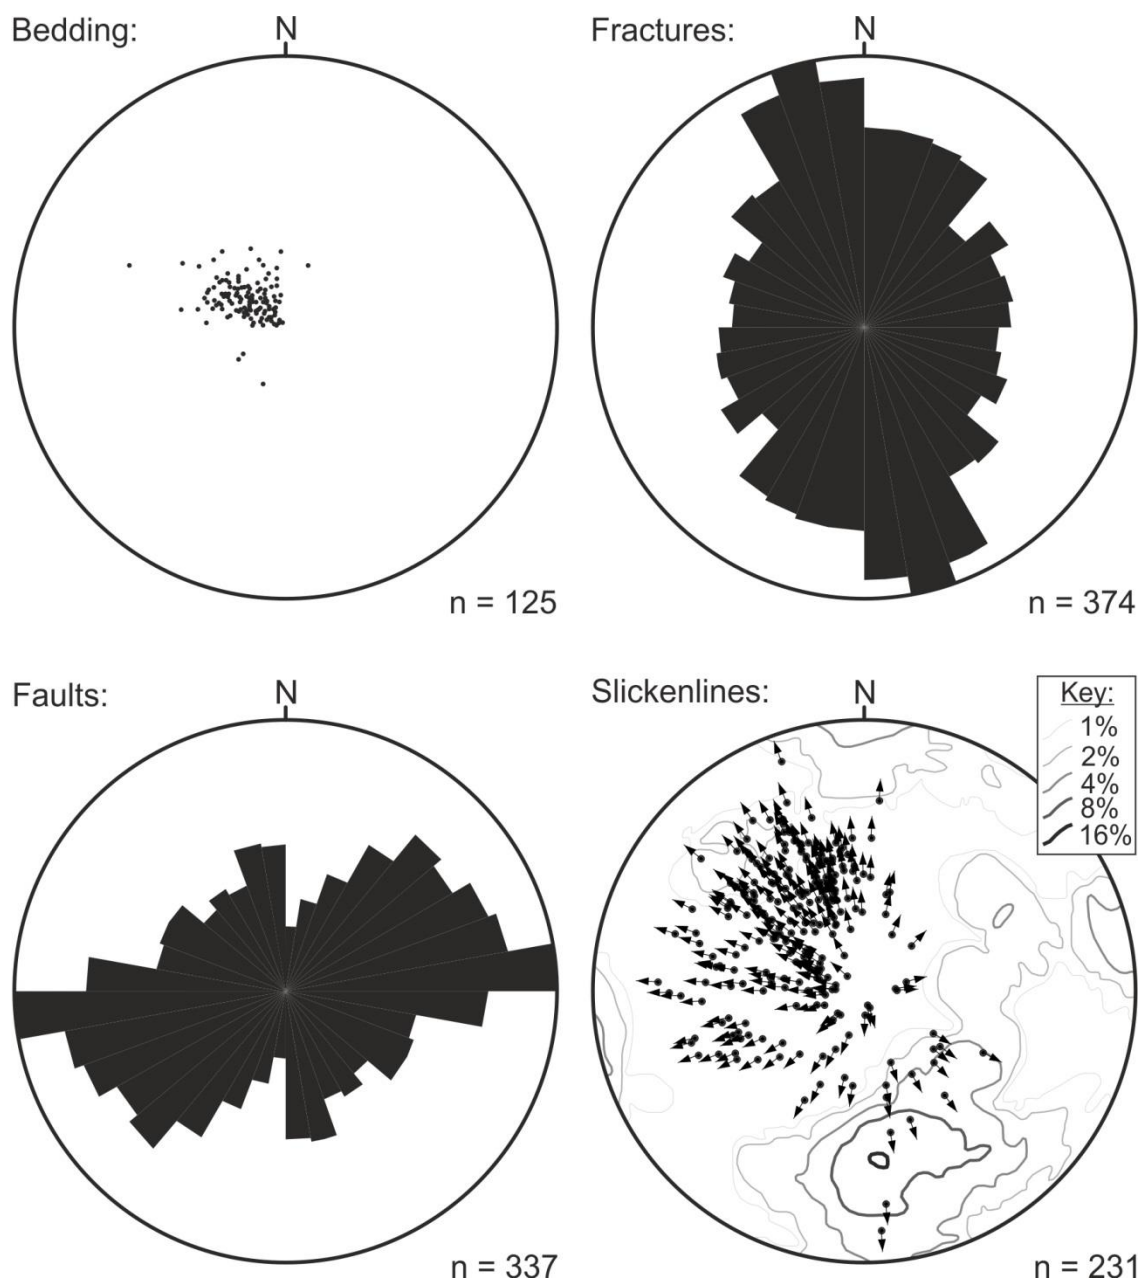 Bedding:
N
n = 125
Fractures:
N
n = 374
Faults:
N
n = 337
Slickenlines:
N
Key:
1%
2%
4%
8%
16%
n = 231